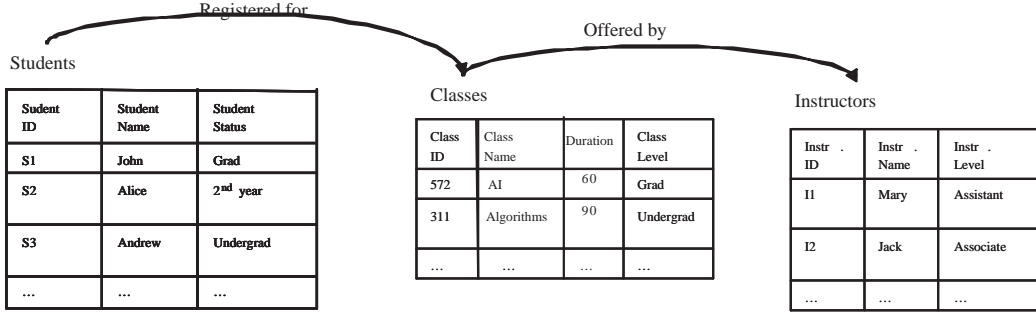 Registered for
Offered by
Students
Classes
Instructors
Sudent ID Student Name Student Status
S1 John Grad
S2 Alice 2nd year
S3 Andrew Undergrad
... ... ...
Class ID Class Name Duration Class Level
572 AI 60 Grad
311 Algorithms 90 Undergrad
... ... ... ...
Instr . ID Instr . Name Instr . Level
I1 Mary Assistant
I2 Jack Associate
... ... ...